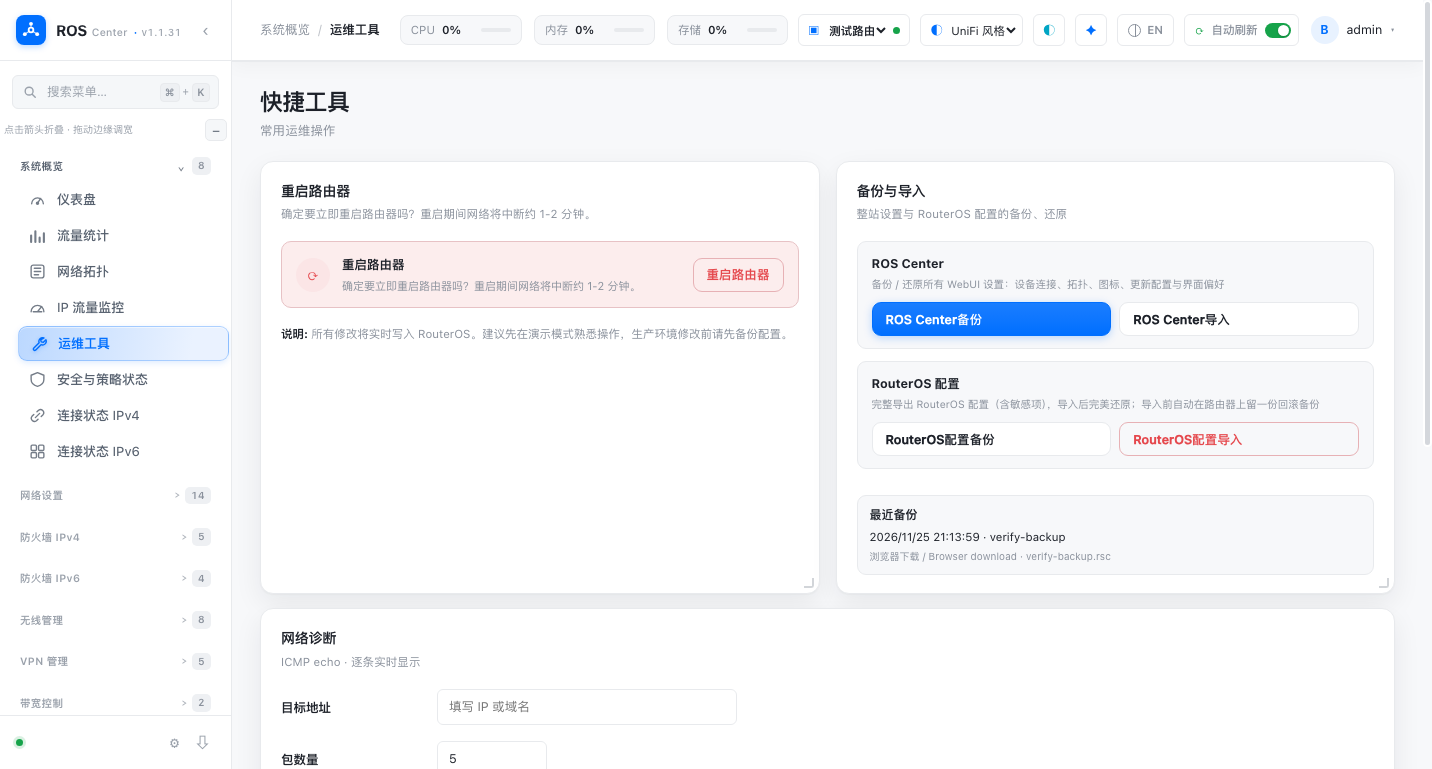 ROS Center · v1.1.31
搜索菜单... ⌘ + K
点击箭头折叠 · 拖动边缘调宽
系统概览 8
仪表盘
流量统计
网络拓扑
IP 流量监控
运维工具
安全与策略状态
连接状态 IPv4
连接状态 IPv6
网络设置 > 14
防火墙 IPv4 > 5
防火墙 IPv6 > 4
无线管理 > 8
VPN 管理 > 5
带宽控制 > 2
系统概览 / 运维工具
CPU 0%
内存 0%
存储 0%
测试路由
UniFi 风格
EN
自动刷新
B admin
快捷工具
常用运维操作
重启路由器
确定要立即重启路由器吗？重启期间网络将中断约 1-2 分钟。
重启路由器
确定要立即重启路由器吗？重启期间网络将中断约 1-2 分钟。
重启路由器
说明: 所有修改将实时写入 RouterOS。建议先在演示模式熟悉操作，生产环境修改前请先备份配置。
备份与导入
整站设置与 RouterOS 配置的备份、还原
ROS Center
备份 / 还原所有 WebUI 设置：设备连接、拓扑、图标、更新配置与界面偏好
ROS Center备份
ROS Center导入
RouterOS 配置
完整导出 RouterOS 配置（含敏感项），导入后完美还原；导入前自动在路由器上留一份回滚备份
RouterOS配置备份
RouterOS配置导入
最近备份
2026/11/25 21:13:59 · verify-backup
浏览器下载 / Browser download · verify-backup.rsc
网络诊断
ICMP echo · 逐条实时显示
目标地址
填写 IP 或域名
包数量
5